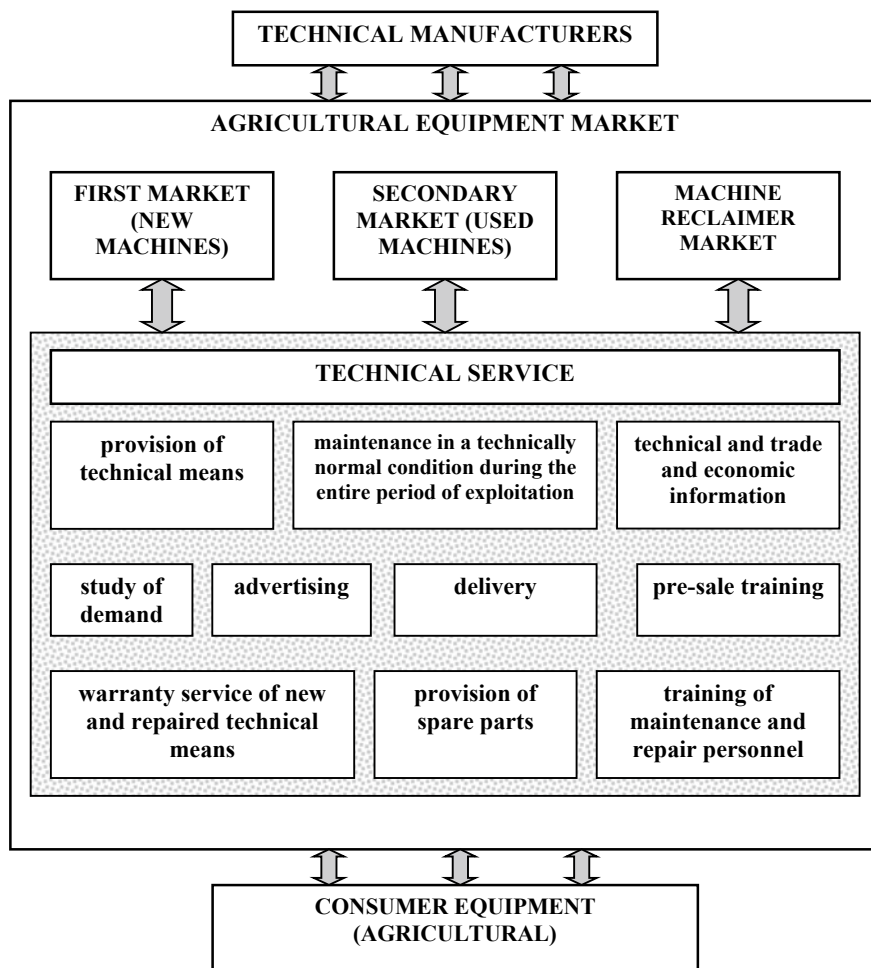 TECHNICAL MANUFACTURERS
AGRICULTURAL EQUIPMENT MARKET
FIRST MARKET
(NEW
MACHINES)
SECONDARY
MARKET (USED
MACHINES)
MACHINE
RECLAIMER
MARKET
TECHNICAL SERVICE
provision of
technical means
maintenance in a technically
normal condition during the
entire period of exploitation
technical and trade
and economic
information
study of
demand
advertising
delivery
pre-sale training
warranty service of new
and repaired technical
means
provision of
spare parts
training of
maintenance and
repair personnel
CONSUMER EQUIPMENT
(AGRICULTURAL)